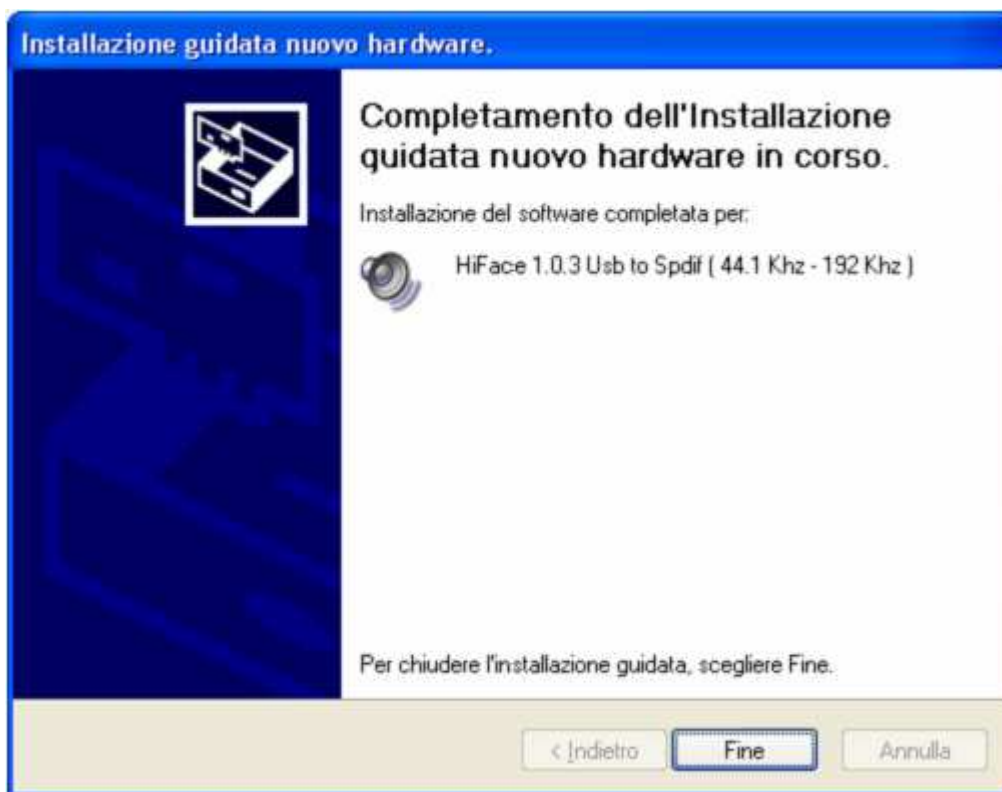 Installazione guidata nuovo hardware.
Completamento dell'Installazione
guidata nuovo hardware in corso.
Installazione del software completata per:
HiFace 1.0.3 Usb to Spdif ( 44.1 Khz - 192 Khz )
Per chiudere l'installazione guidata, scegliere Fine.
< Indietro
Fine
Annulla